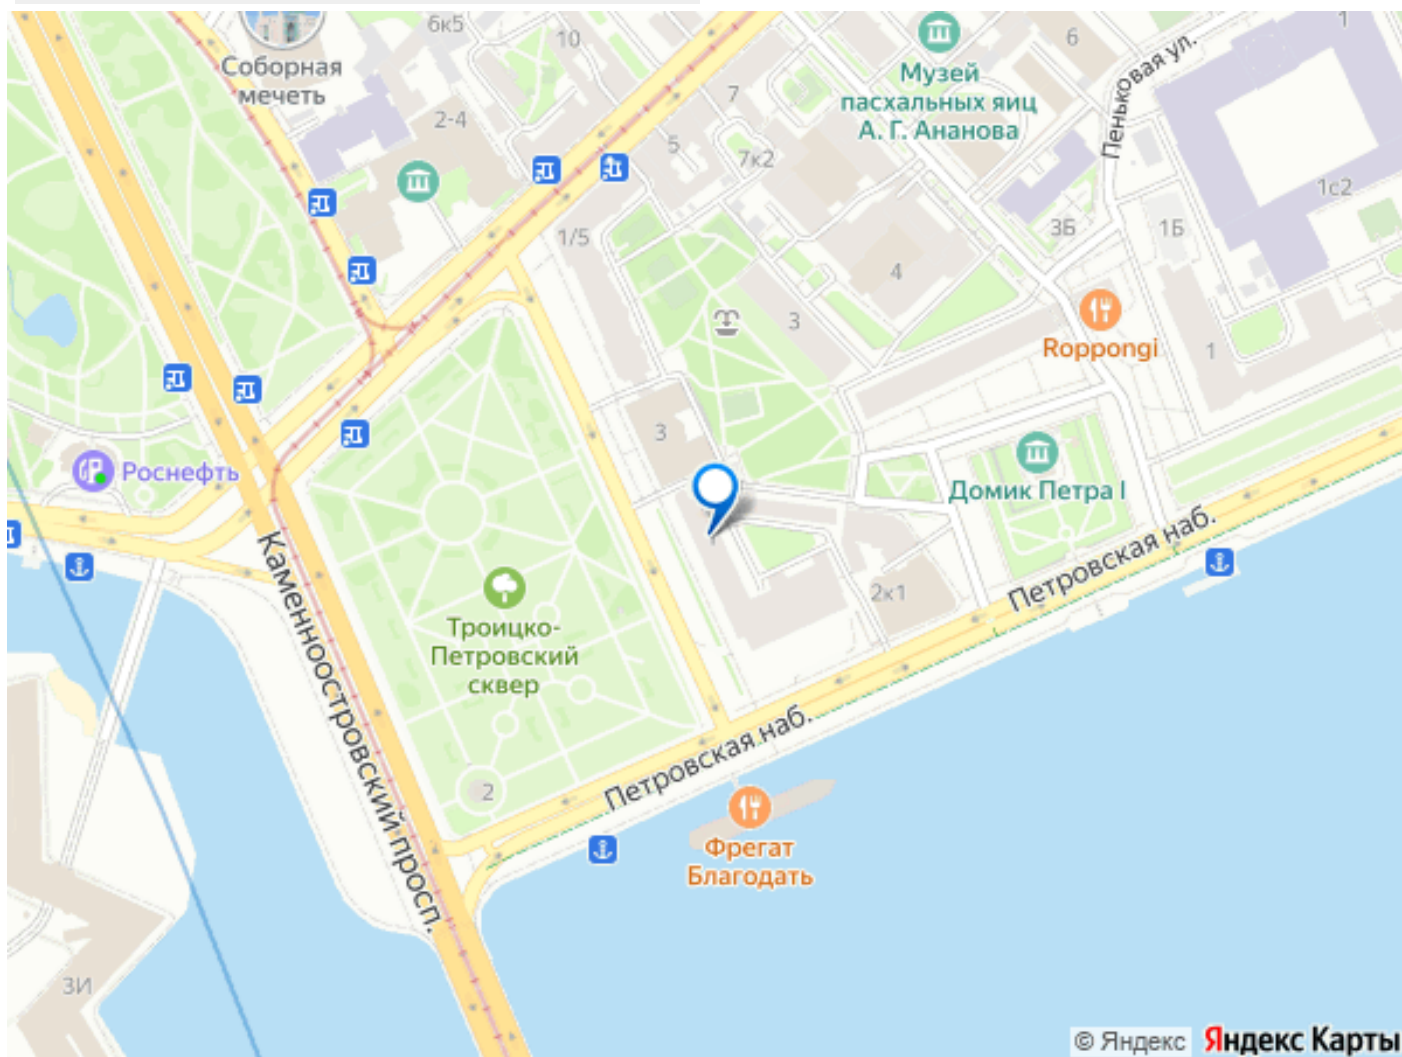 6к5
10
6
1
Соборная
мечеть
Музей
пасхальных яиц
А. Г. Ананова
Пеньковая ул.
7
2-4
5
7к2
1с2
1/5
3Б
1Б
4
3
Roppongi
1
3
Роснефть
Домик Петра I
Каменноостровский просп.
Петровская наб.
2к1
Троицко-
Петровский
сквер
Петровская наб.
2
Фрегат
Благодать
3И
© Яндекс Яндекс Карты